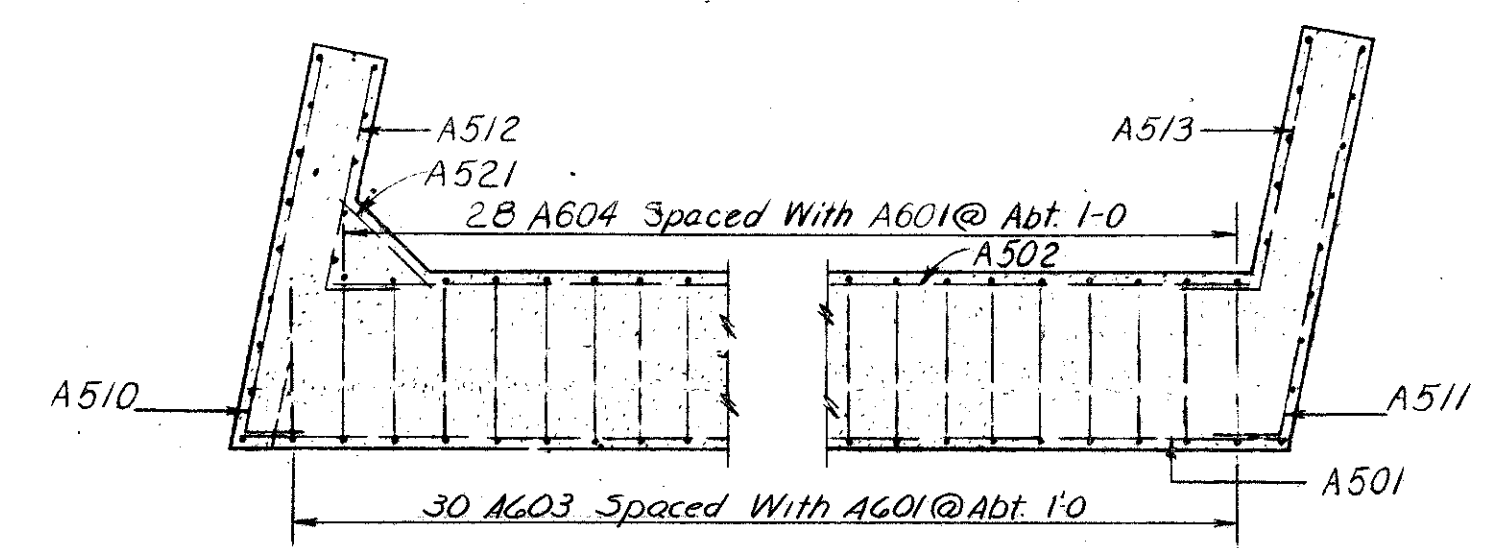 A512
A513
A521
28 A604 Spaced With A601@ Abt. 1-0
A502
A510
A511
A501
30 A603 Spaced With A601@Abt. 1'-0